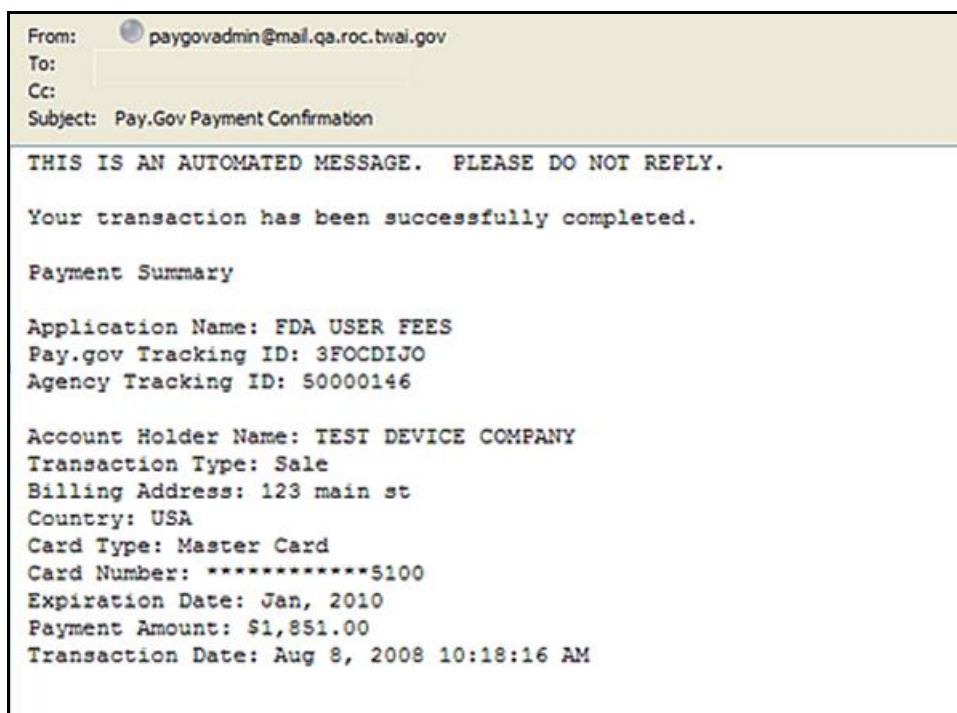 From: paygovadmin@mail.qa.roc.twai.gov
To:
Cc:
Subject: Pay.Gov Payment Confirmation
THIS IS AN AUTOMATED MESSAGE. PLEASE DO NOT REPLY.
Your transaction has been successfully completed.
Payment Summary
Application Name: FDA USER FEES
Pay.gov Tracking ID: 3FOCDIJO
Agency Tracking ID: 50000146
Account Holder Name: TEST DEVICE COMPANY
Transaction Type: Sale
Billing Address: 123 main st
Country: USA
Card Type: Master Card
Card Number: ************5100
Expiration Date: Jan, 2010
Payment Amount: $1,851.00
Transaction Date: Aug 8, 2008 10:18:16 AM